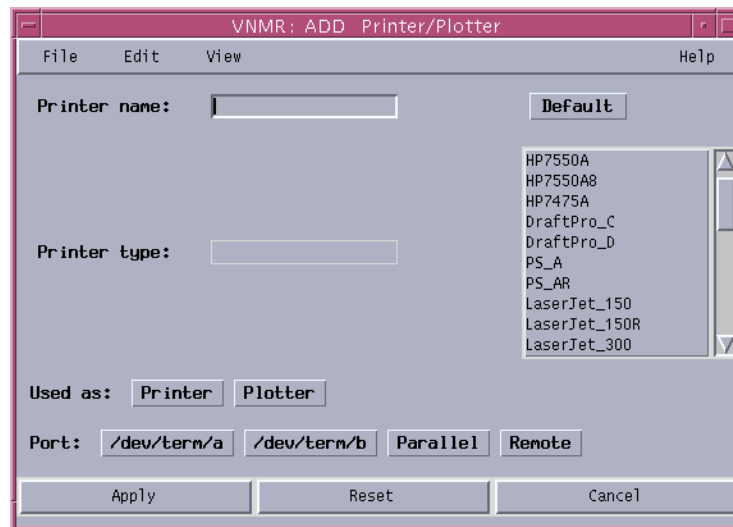 VNMR: ADD Printer/Plotter
File Edit View Help
Printer name: Default
HP7550A
HP7550A8
HP7475A
DraftPro_C
DraftPro_D
Printer type:
PS_A
PS_AR
LaserJet_150
LaserJet_150R
LaserJet_300
Used as: Printer Plotter
Port: /dev/term/a /dev/term/b Parallel Remote
Apply Reset Cancel